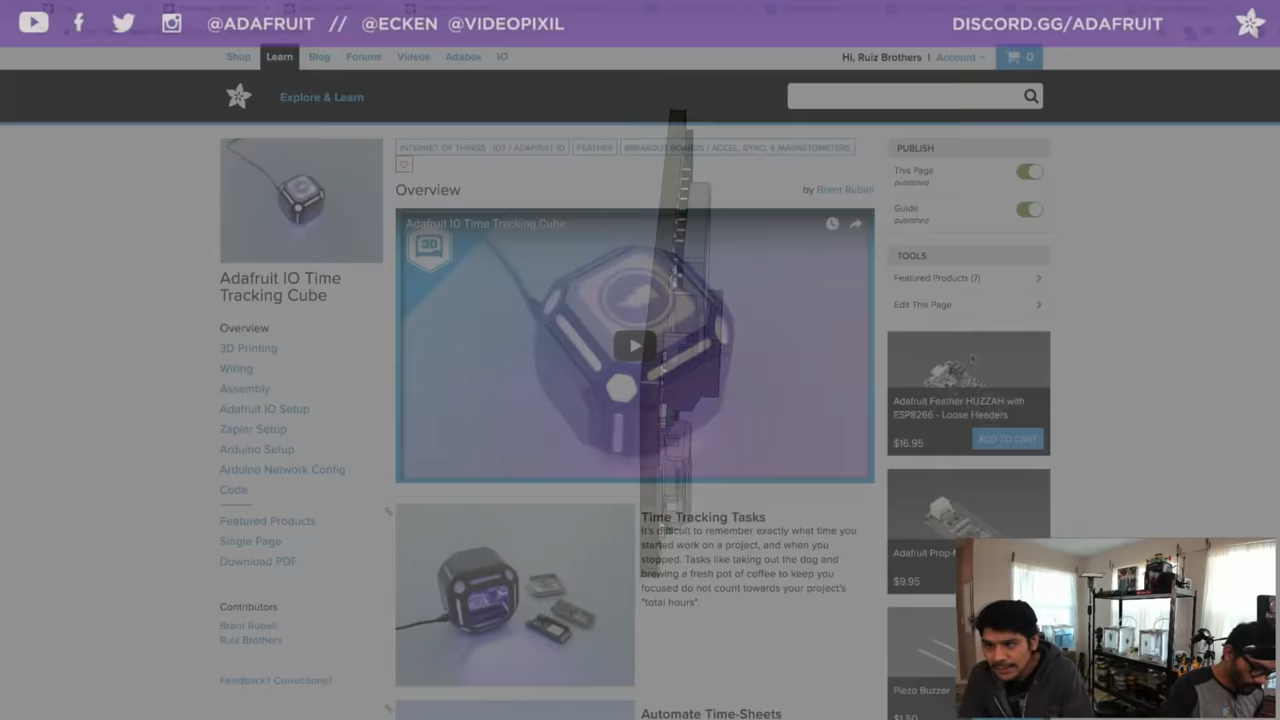 @ADAFRUIT // @ECKEN @VIDEOPIXIL
DISCORD.GG/ADAFRUIT
Shop Learn Blog Forums Videos Adabox IO
Hi, Ruiz Brothers | Account
0
Explore & Learn
INTERNET OF THINGS - IOT / ADAFRUIT IO
FEATHER
BREAKOUT BOARDS / ACCEL, GYRO, & MAGNETOMETERS
Overview
by Brent Rubell
Adafruit IO Time Tracking Cube
3D
Adafruit IO Time
Tracking Cube
Overview
3D Printing
Wiring
Assembly
Adafruit IO Setup
Zapier Setup
Arduino Setup
Arduino Network Config
Code
Featured Products
Single Page
Download PDF
Contributors
Brent Rubell
Ruiz Brothers
Feedback? Corrections?
Time Tracking Tasks
It's difficult to remember exactly what time you
started work on a project, and when you
stopped. Tasks like taking out the dog and
brewing a fresh pot of coffee to keep you
focused do not count towards your project's
"total hours".
Automate Time-Sheets
PUBLISH
This Page
published
Guide
published
TOOLS
Featured Products (7)
Edit This Page
Adafruit Feather HUZZAH with
ESP8266 - Loose Headers
$16.95
ADD TO CART
Adafruit Prop-
$9.95
Piezo Buzzer
$1.50